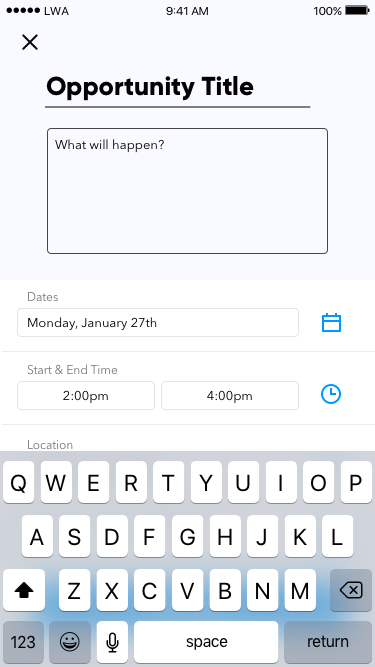 LWA 9:41 AM 100%
Opportunity Title
What will happen?
Dates
Monday, January 27th
Start & End Time
2:00pm 4:00pm
Location
Q W E R T Y U I O P
A S D F G H J K L
Z X C V B N M
123 space return